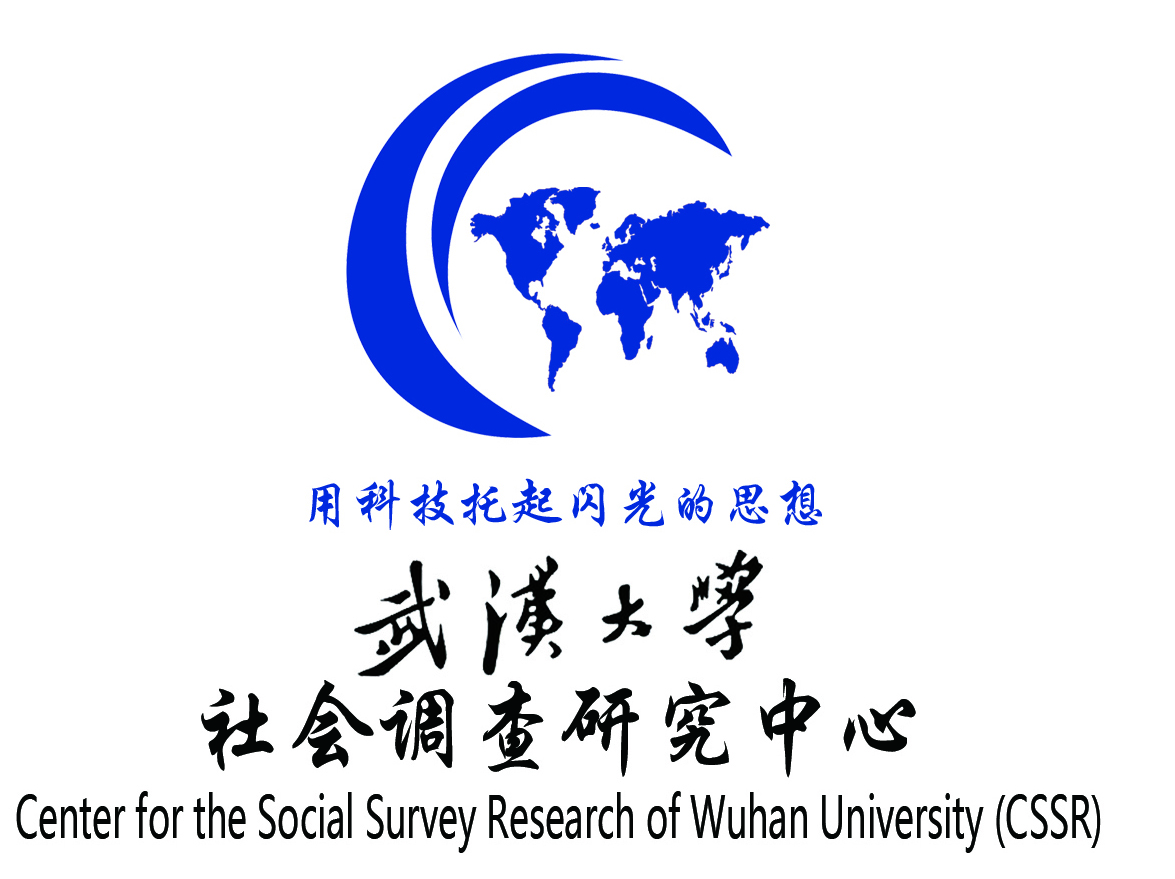 用科技托起闪光的思想
武漢大學
社会调查研究中心
Center for the Social Survey Research of Wuhan University (CSSR)